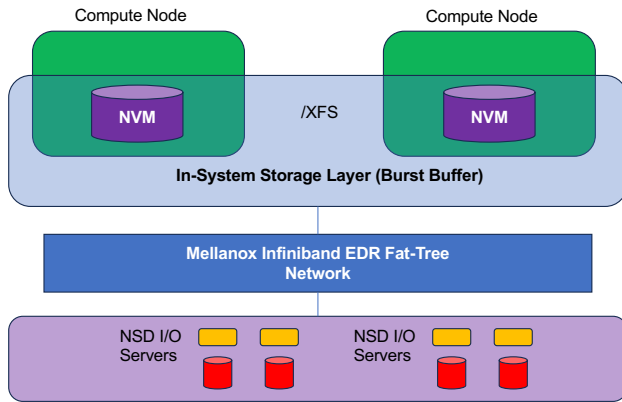 Compute Node
Compute Node
NVM
/XFS
NVM
In-System Storage Layer (Burst Buffer)
Mellanox Infiniband EDR Fat-Tree
Network
NSD I/O
Servers
NSD I/O
Servers